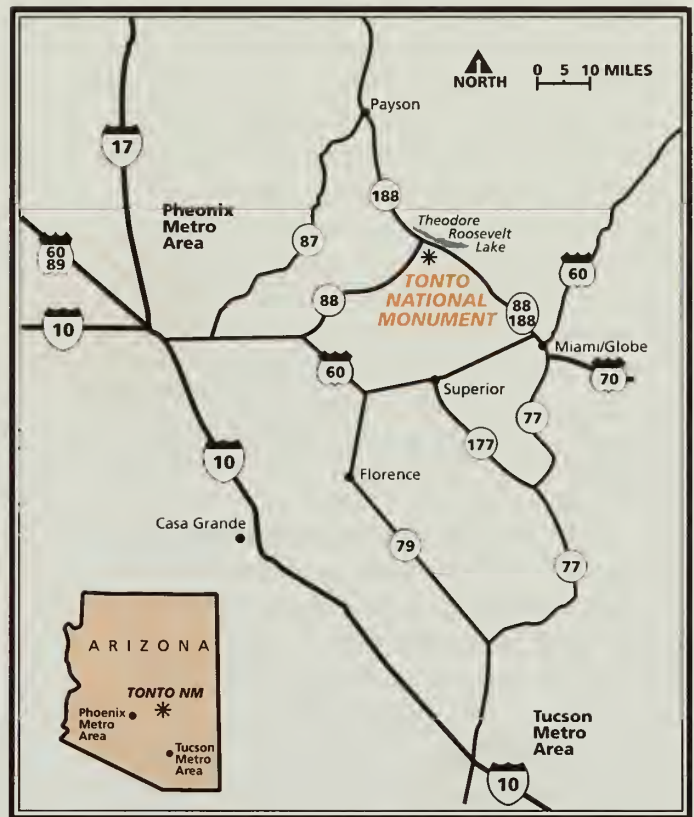 NORTH
0 5 10 MILES
Payson
17
188
Pheonix
Metro
Area
Theodore
Roosevelt
Lake
87
60
89
60
88
TONTO
NATIONAL
MONUMENT
88
188
10
Miami/Globe
60
70
Superior
77
177
10
Florence
Casa Grande
79
77
ARIZONA
TONTO NM
Phoenix
Metro
Area
Tucson
Metro
Area
Tucson
Metro
Area
10